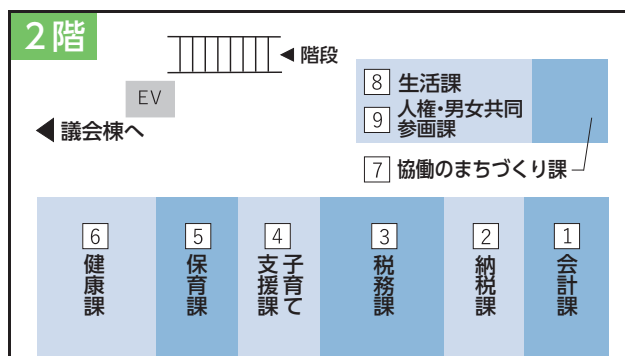 2階
◀階段
EV
◀議会棟へ
8 生活課
9 人権・男女共同
参画課
7 協働のまちづくり課
6 健康課
5 保育課
4 子育て
支援課
3 税務課
2 納税課
1 会計課